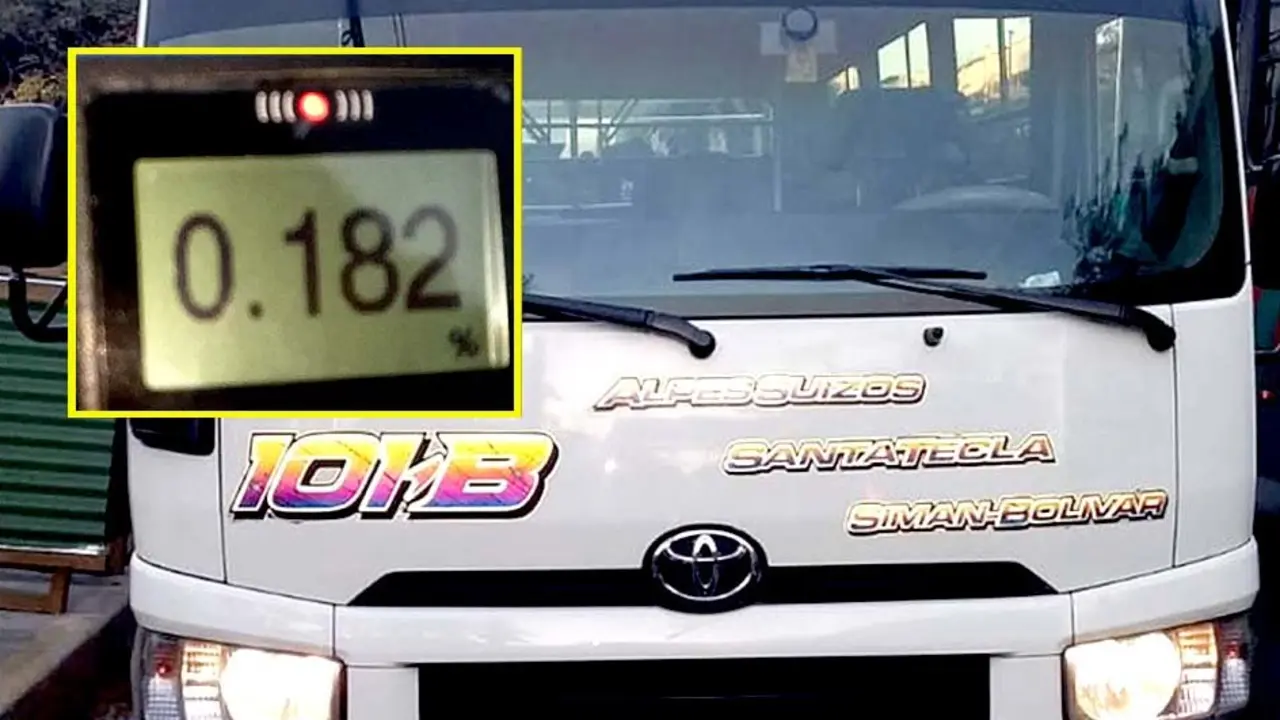 0.182
%
ALPES SUIZOS
101-B
SANTA TECLA
SIMAN-BOLIVAR